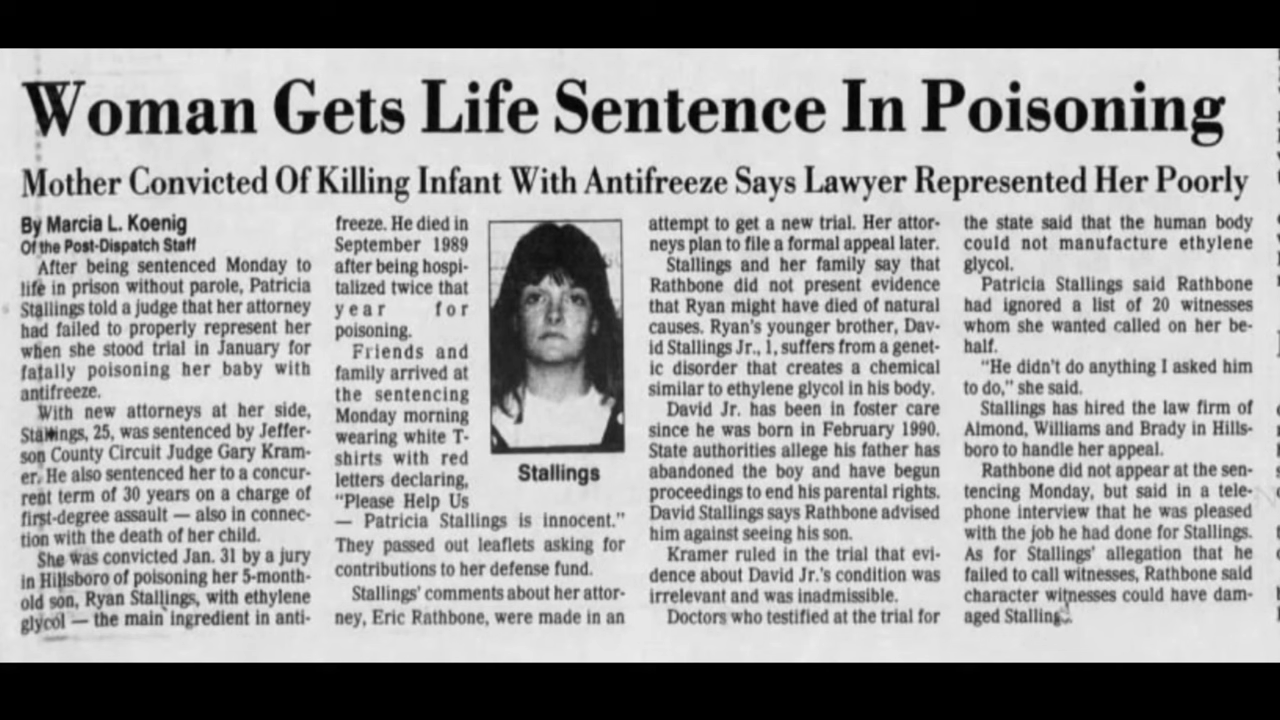 Woman Gets Life Sentence In Poisoning
Mother Convicted Of Killing Infant With Antifreeze Says Lawyer Represented Her Poorly
By Marcia L. Koenig
Of the Post-Dispatch Staff
After being sentenced Monday to
life in prison without parole, Patricia
Stallings told a judge that her attorney
had failed to properly represent her
when she stood trial in January for
fatally poisoning her baby with
antifreeze.
With new attorneys at her side,
Stallings, 25, was sentenced by Jeffer-
son County Circuit Judge Gary Kram-
er. He also sentenced her to a concur-
rent term of 30 years on a charge of
first-degree assault — also in connec-
tion with the death of her child.
She was convicted Jan. 31 by a jury
in Hillsboro of poisoning her 5-month-
old son, Ryan Stallings, with ethylene
glycol — the main ingredient in anti-
freeze. He died in
September 1989
after being hospi-
talized twice that
year for
poisoning.
Friends and
family arrived at
the sentencing
Monday morning
wearing white T-
shirts with red
letters declaring,
"Please Help Us
— Patricia Stallings is innocent."
They passed out leaflets asking for
contributions to her defense fund.
Stallings' comments about her attor-
ney, Eric Rathbone, were made in an
Stallings
attempt to get a new trial. Her attor-
neys plan to file a formal appeal later.
Stallings and her family say that
Rathbone did not present evidence
that Ryan might have died of natural
causes. Ryan's younger brother, Dav-
id Stallings Jr., 1, suffers from a genet-
ic disorder that creates a chemical
similar to ethylene glycol in his body.
David Jr. has been in foster care
since he was born in February 1990.
State authorities allege his father has
abandoned the boy and have begun
proceedings to end his parental rights.
David Stallings says Rathbone advised
him against seeing his son.
Kramer ruled in the trial that evi-
dence about David Jr.'s condition was
irrelevant and was inadmissible.
Doctors who testified at the trial for
the state said that the human body
could not manufacture ethylene
glycol.
Patricia Stallings said Rathbone
had ignored a list of 20 witnesses
whom she wanted called on her be-
half.
"He didn't do anything I asked him
to do," she said.
Stallings has hired the law firm of
Almond, Williams and Brady in Hills-
boro to handle her appeal.
Rathbone did not appear at the sen-
tencing Monday, but said in a tele-
phone interview that he was pleased
with the job he had done for Stallings.
As for Stallings' allegation that he
failed to call witnesses, Rathbone said
character witnesses could have dam-
aged Stallings.